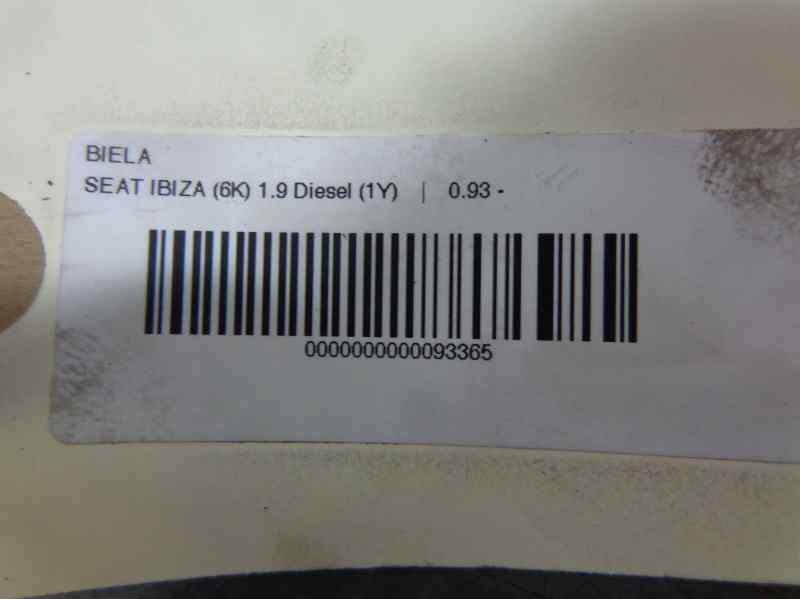 BIELA
SEAT IBIZA (6K) 1.9 Diesel (1Y) | 0.93 -
0000000000093365